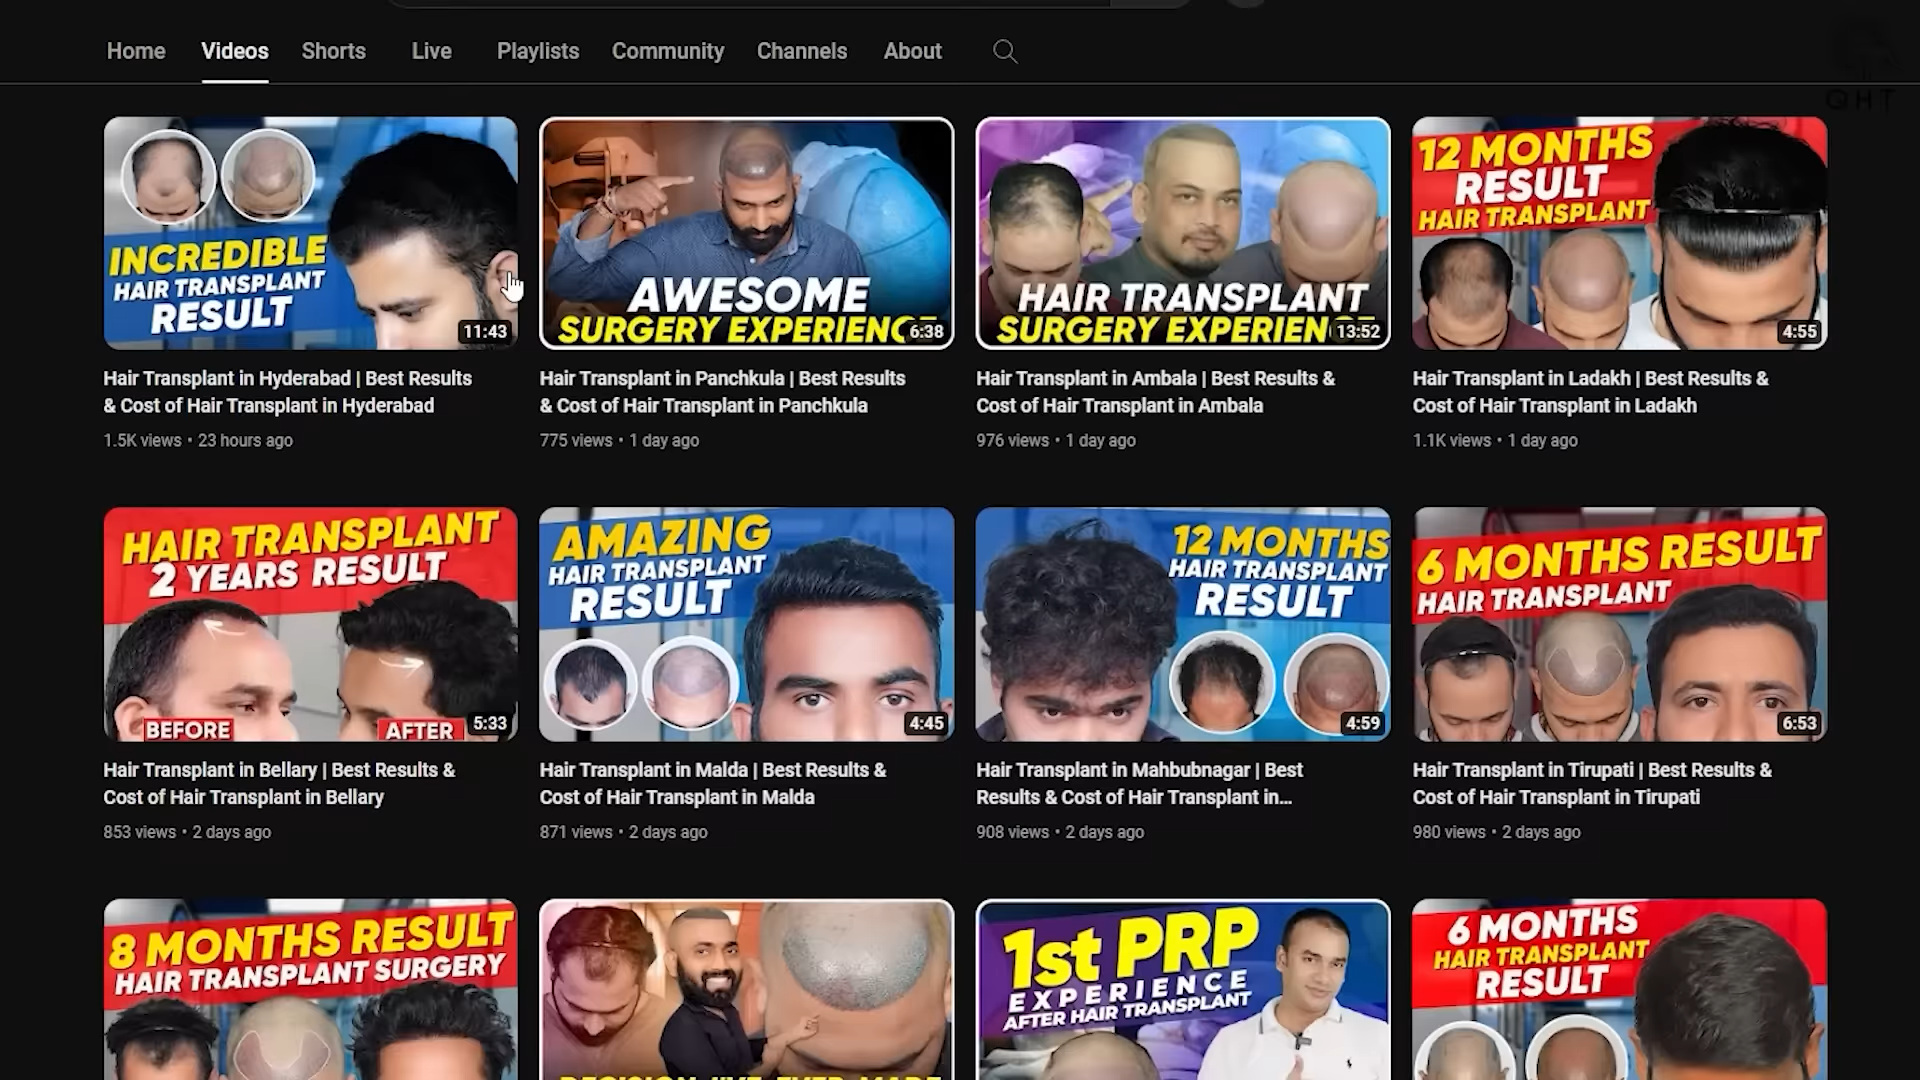 Home Videos Shorts Live Playlists Community Channels About
QHT
INCREDIBLE
HAIR TRANSPLANT
RESULT
11:43
AWESOME
SURGERY EXPERIENCE
6:38
HAIR TRANSPLANT
SURGERY EXPERIEN
13:52
12 MONTHS
RESULT
HAIR TRANSPLANT
4:55
Hair Transplant in Hyderabad | Best Results
& Cost of Hair Transplant in Hyderabad
1.5K views • 23 hours ago
Hair Transplant in Panchkula | Best Results
& Cost of Hair Transplant in Panchkula
775 views • 1 day ago
Hair Transplant in Ambala | Best Results &
Cost of Hair Transplant in Ambala
976 views • 1 day ago
Hair Transplant in Ladakh | Best Results &
Cost of Hair Transplant in Ladakh
1.1K views • 1 day ago
HAIR TRANSPLANT
2 YEARS RESULT
BEFORE
AFTER
5:33
AMAZING
HAIR TRANSPLANT
RESULT
4:45
12 MONTHS
HAIR TRANSPLANT
RESULT
4:59
6 MONTHS RESULT
HAIR TRANSPLANT
6:53
Hair Transplant in Bellary | Best Results &
Cost of Hair Transplant in Bellary
853 views • 2 days ago
Hair Transplant in Malda | Best Results &
Cost of Hair Transplant in Malda
871 views • 2 days ago
Hair Transplant in Mahbubnagar | Best
Results & Cost of Hair Transplant in...
908 views • 2 days ago
Hair Transplant in Tirupati | Best Results &
Cost of Hair Transplant in Tirupati
980 views • 2 days ago
8 MONTHS RESULT
HAIR TRANSPLANT SURGERY
DECISION I'VE EVER MADE
1st PRP
EXPERIENCE
AFTER HAIR TRANSPLANT
6 MONTHS
HAIR TRANSPLANT
RESULT